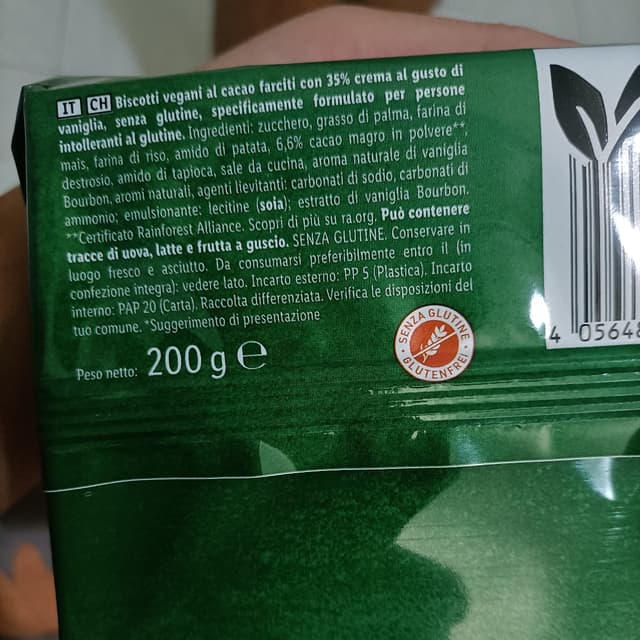 IT CH Biscotti vegani al cacao farciti con 35% crema al gusto di
vaniglia, senza glutine, specificamente formulato per persone
intolleranti al glutine. Ingredienti: zucchero, grasso di palma, farina di
mais, farina di riso, amido di patata, 6,6% cacao magro in polvere**,
destrosio, amido di tapioca, sale da cucina, aroma naturale di vaniglia
Bourbon, aromi naturali, agenti lievitanti: carbonati di sodio, carbonati di
ammonio; emulsionante: lecitine (soia); estratto di vaniglia Bourbon.
**Certificato Rainforest Alliance. Scopri di più su ra.org. Può contenere
tracce di uova, latte e frutta a guscio. SENZA GLUTINE. Conservare in
luogo fresco e asciutto. Da consumarsi preferibilmente entro il (in
confezione integra): vedere lato. Incarto esterno: PP 5 (Plastica). Incarto
interno: PAP 20 (Carta). Raccolta differenziata. Verifica le disposizioni del
tuo comune. *Suggerimento di presentazione
Peso netto: 200 g e
SENZA GLUTINE
GLUTENFREI
4 05648